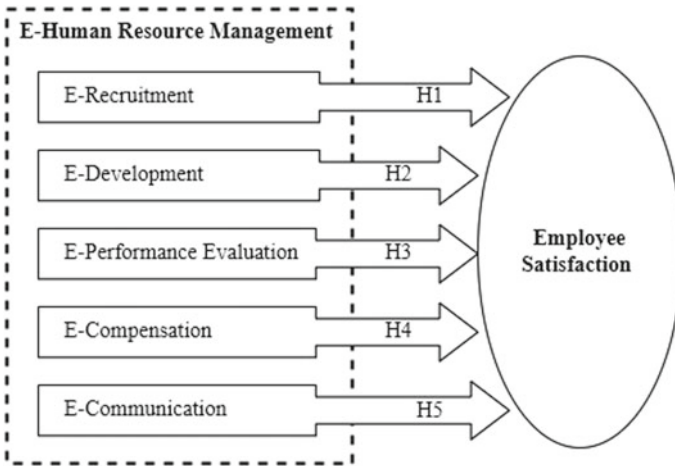 E-Human Resource Management
E-Recruitment
H1
E-Development
H2
E-Performance Evaluation
H3
E-Compensation
H4
E-Communication
H5
Employee
Satisfaction